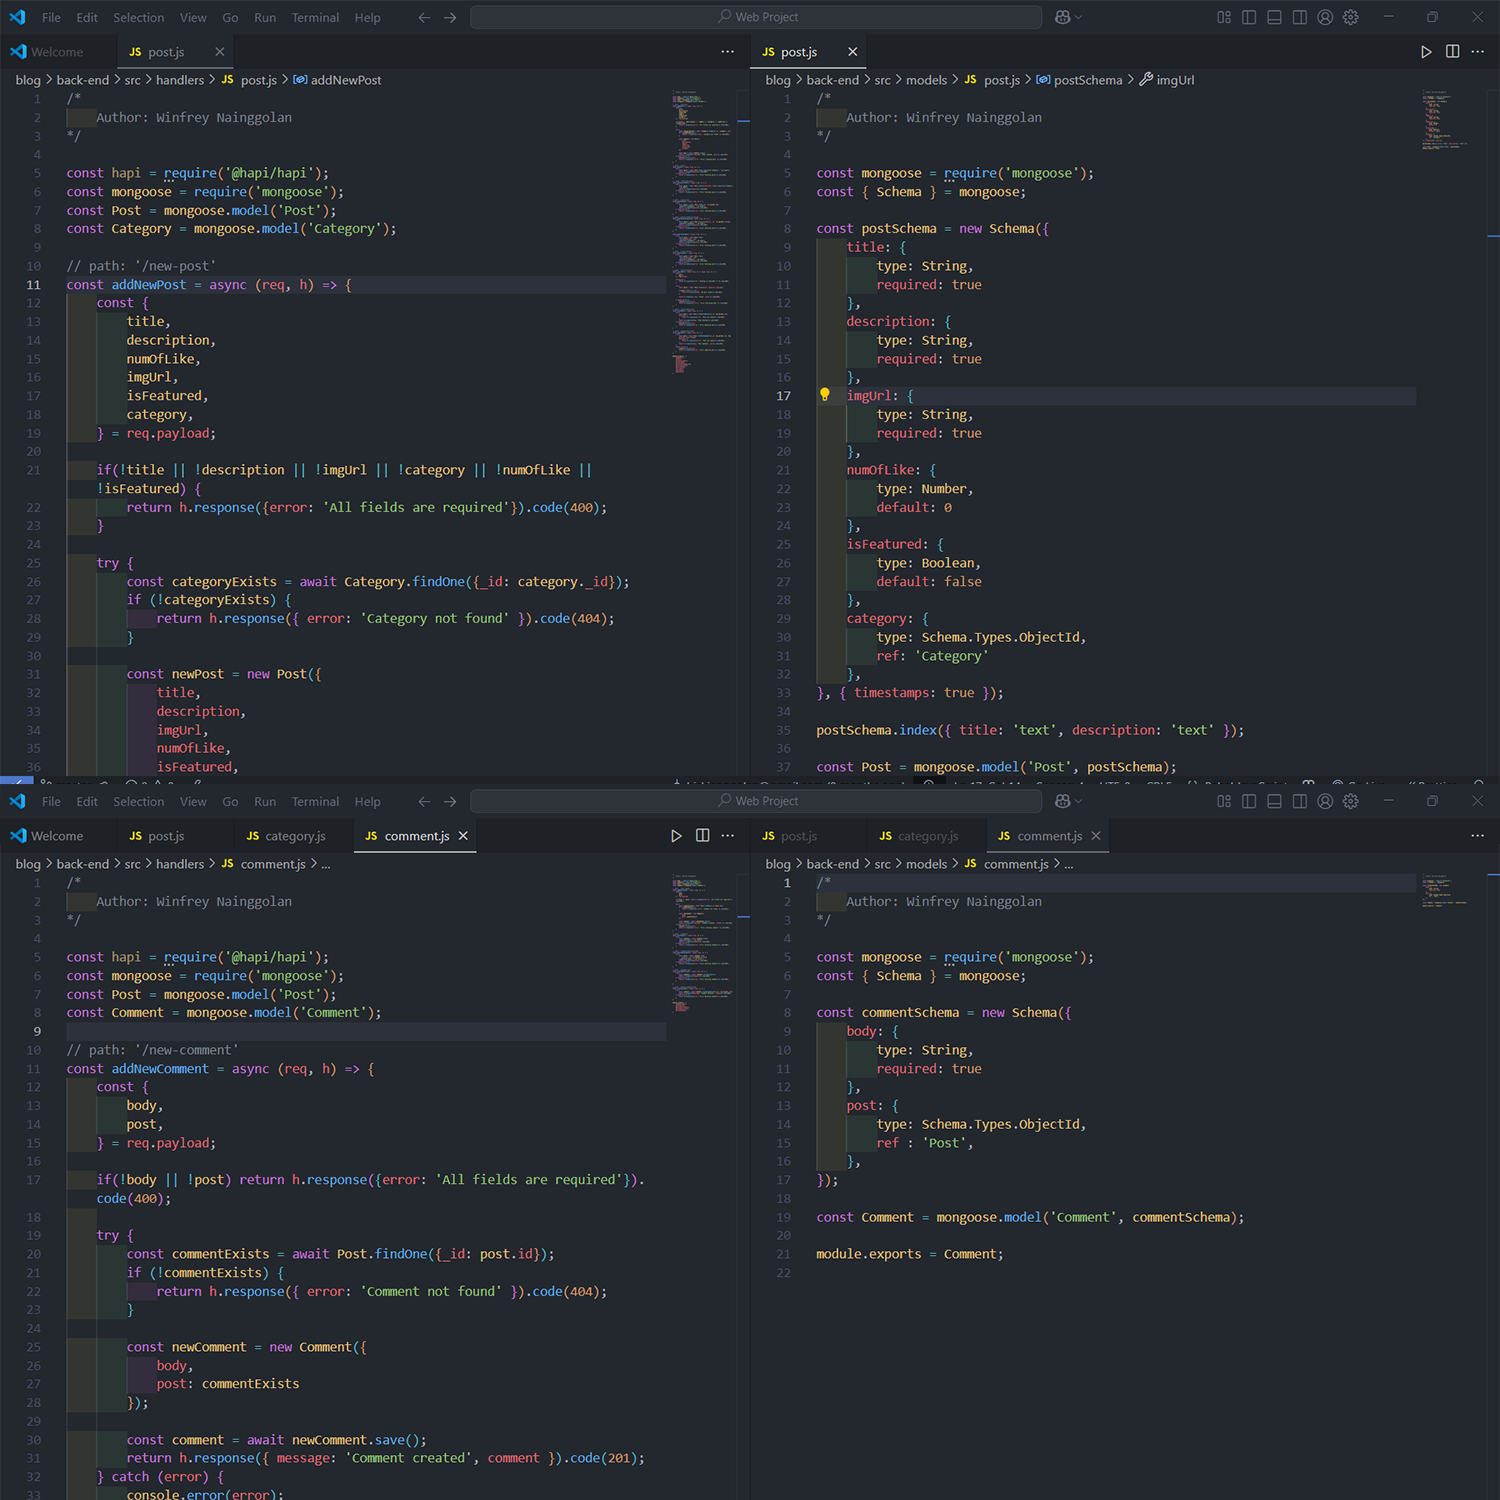 File Edit Selection View Go Run Terminal Help
Web Project
Welcome
JS post.js
blog > back-end > src > handlers > JS post.js > addNewPost
1 /*
2 Author: Winfrey Nainggolan
3 */
4
5 const hapi = require('@hapi/hapi');
6 const mongoose = require('mongoose');
7 const Post = mongoose.model('Post');
8 const Category = mongoose.model('Category');
9
10 // path: '/new-post'
11 const addNewPost = async (req, h) => {
12 const {
13 title,
14 description,
15 numOfLike,
16 imgUrl,
17 isFeatured,
18 category,
19 } = req.payload;
20
21 if(!title || !description || !imgUrl || !category || !numOfLike ||
!isFeatured) {
22 return h.response({error: 'All fields are required'}).code(400);
23 }
24
25 try {
26 const categoryExists = await Category.findOne({_id: category._id});
27 if (!categoryExists) {
28 return h.response({ error: 'Category not found' }).code(404);
29 }
30
31 const newPost = new Post({
32 title,
33 description,
34 imgUrl,
35 numOfLike,
36 isFeatured,
JS post.js
blog > back-end > src > models > JS post.js > postSchema > imgUrl
1 /*
2 Author: Winfrey Nainggolan
3 */
4
5 const mongoose = require('mongoose');
6 const { Schema } = mongoose;
7
8 const postSchema = new Schema({
9 title: {
10 type: String,
11 required: true
12 },
13 description: {
14 type: String,
15 required: true
16 },
17 imgUrl: {
18 type: String,
19 required: true
20 },
21 numOfLike: {
22 type: Number,
23 default: 0
24 },
25 isFeatured: {
26 type: Boolean,
27 default: false
28 },
29 category: {
30 type: Schema.Types.ObjectId,
31 ref: 'Category'
32 },
33 }, { timestamps: true });
34
35 postSchema.index({ title: 'text', description: 'text' });
36
37 const Post = mongoose.model('Post', postSchema);
File Edit Selection View Go Run Terminal Help
Web Project
Welcome
JS post.js
JS category.js
JS comment.js
blog > back-end > src > handlers > JS comment.js > ...
1 /*
2 Author: Winfrey Nainggolan
3 */
4
5 const hapi = require('@hapi/hapi');
6 const mongoose = require('mongoose');
7 const Post = mongoose.model('Post');
8 const Comment = mongoose.model('Comment');
9
10 // path: '/new-comment'
11 const addNewComment = async (req, h) => {
12 const {
13 body,
14 post,
15 } = req.payload;
16
17 if(!body || !post) return h.response({error: 'All fields are required'}).
code(400);
18
19 try {
20 const commentExists = await Post.findOne({_id: post.id});
21 if (!commentExists) {
22 return h.response({ error: 'Comment not found' }).code(404);
23 }
24
25 const newComment = new Comment({
26 body,
27 post: commentExists
28 });
29
30 const comment = await newComment.save();
31 return h.response({ message: 'Comment created', comment }).code(201);
32 } catch (error) {
33 console.error(error);
JS post.js
JS category.js
JS comment.js
blog > back-end > src > models > JS comment.js > ...
1 /*
2 Author: Winfrey Nainggolan
3 */
4
5 const mongoose = require('mongoose');
6 const { Schema } = mongoose;
7
8 const commentSchema = new Schema({
9 body: {
10 type: String,
11 required: true
12 },
13 post: {
14 type: Schema.Types.ObjectId,
15 ref : 'Post',
16 },
17 });
18
19 const Comment = mongoose.model('Comment', commentSchema);
20
21 module.exports = Comment;
22